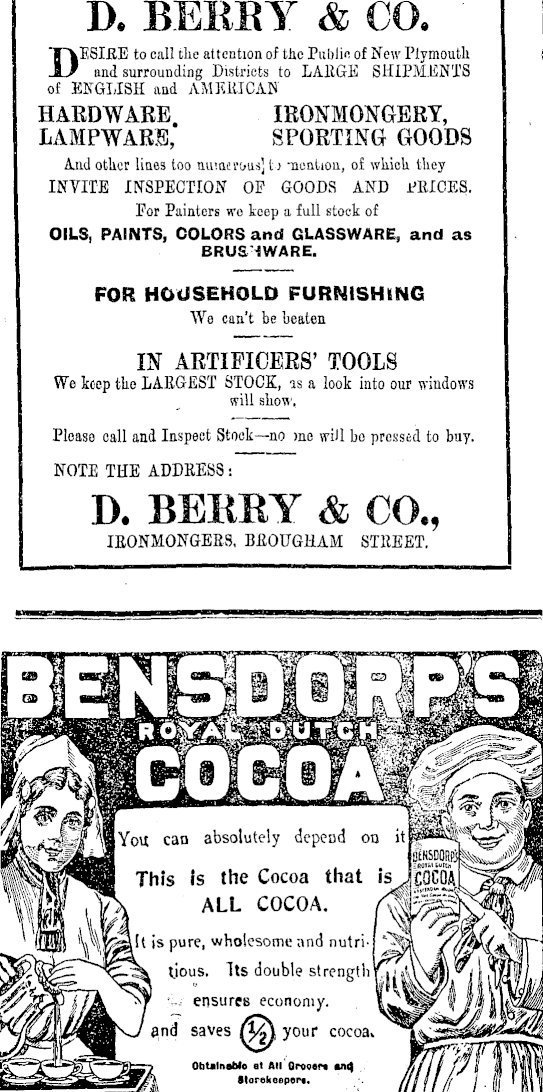 D. BERRY & CO.
DESIRE to call the attention of the Public of New Plymouth
and surrounding Districts to LARGE SHIPMENTS
of ENGLISH and AMERICAN
HARDWARE, IRONMONGERY,
LAMPWARE, SPORTING GOODS
And other lines too numerous to mention, of which they
INVITE INSPECTION OF GOODS AND PRICES.
For Painters we keep a full stock of
OILS, PAINTS, COLORS and GLASSWARE, and as
BRUSHWARE.
FOR HOUSEHOLD FURNISHING
We can't be beaten
IN ARTIFICERS' TOOLS
We keep the LARGEST STOCK, as a look into our windows
will show.
Please call and Inspect Stock—no one will be pressed to buy.
NOTE THE ADDRESS:
D. BERRY & CO.,
IRONMONGERS, BROUGHAM STREET.
BENSDORP'S
ROYAL DUTCH
COCOA
You can absolutely depend on it
This is the Cocoa that is
ALL COCOA.
It is pure, wholesome and nutri-
tious. Its double strength
ensures economy.
and saves 1/2 your cocoa.
Obtainable at All Grocers and
Storekeepers.
BENSDORP'S
ROYAL DUTCH
COCOA